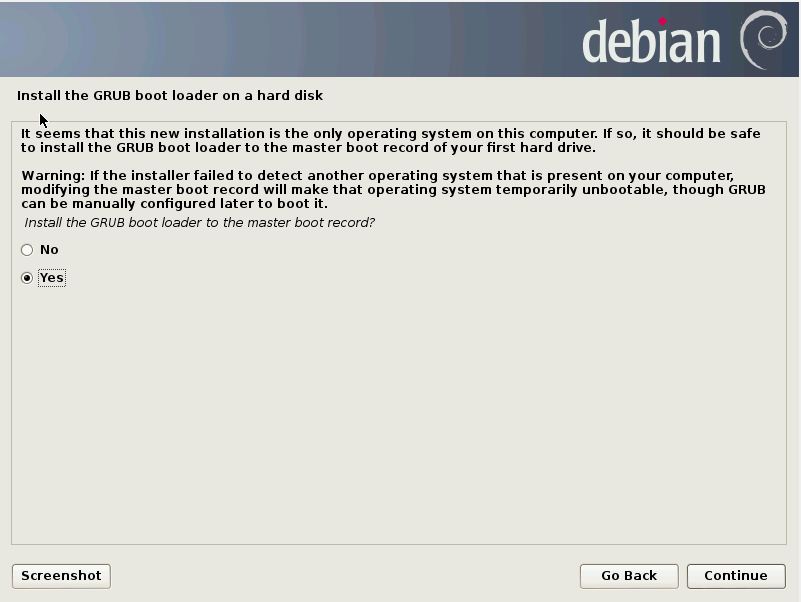 debian
Install the GRUB boot loader on a hard disk
It seems that this new installation is the only operating system on this computer. If so, it should be safe
to install the GRUB boot loader to the master boot record of your first hard drive.
Warning: If the installer failed to detect another operating system that is present on your computer,
modifying the master boot record will make that operating system temporarily unbootable, though GRUB
can be manually configured later to boot it.
Install the GRUB boot loader to the master boot record?
No
Yes
Screenshot
Go Back
Continue